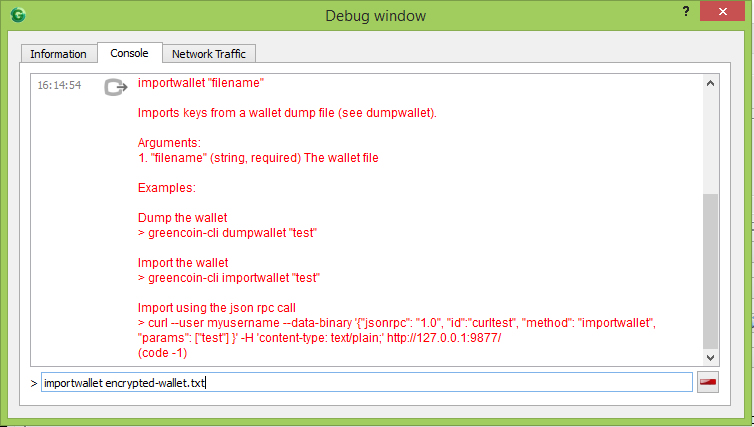 Debug window
?
x
Information
Console
Network Traffic
16:14:54
importwallet "filename"
Imports keys from a wallet dump file (see dumpwallet).
Arguments:
1. "filename" (string, required) The wallet file
Examples:
Dump the wallet
> greencoin-cli dumpwallet "test"
Import the wallet
> greencoin-cli importwallet "test"
Import using the json rpc call
> curl --user myusername --data-binary '{"jsonrpc": "1.0", "id":"curltest", "method": "importwallet",
"params": ["test"] }' -H 'content-type: text/plain;' http://127.0.0.1:9877/
(code -1)
> importwallet encrypted-wallet.txt